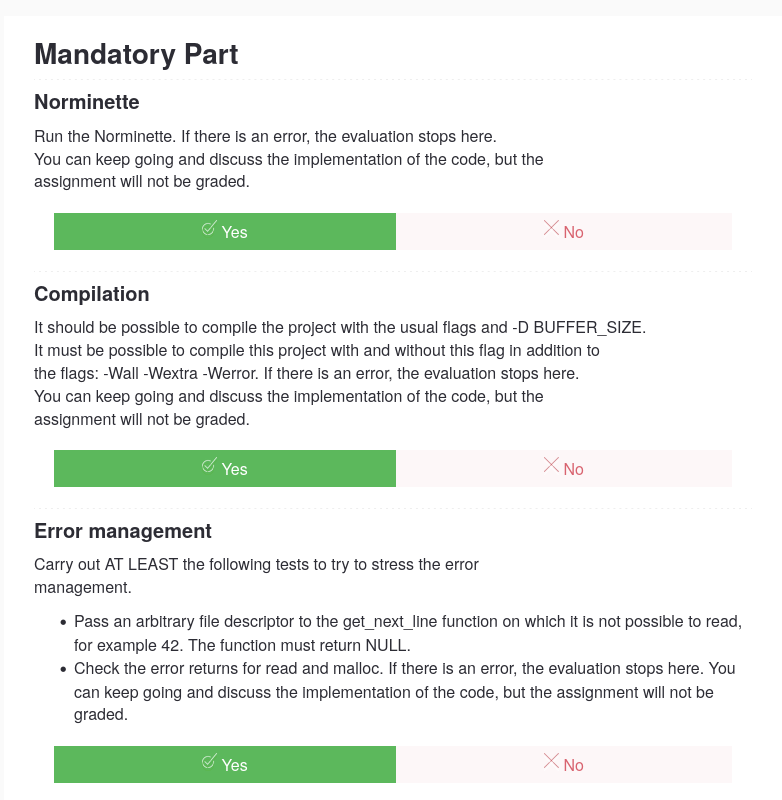 Mandatory Part
Norminette
Run the Norminette. If there is an error, the evaluation stops here.
You can keep going and discuss the implementation of the code, but the
assignment will not be graded.
Yes
No
Compilation
It should be possible to compile the project with the usual flags and -D BUFFER_SIZE.
It must be possible to compile this project with and without this flag in addition to
the flags: -Wall -Wextra -Werror. If there is an error, the evaluation stops here.
You can keep going and discuss the implementation of the code, but the
assignment will not be graded.
Yes
No
Error management
Carry out AT LEAST the following tests to try to stress the error
management.
• Pass an arbitrary file descriptor to the get_next_line function on which it is not possible to read,
for example 42. The function must return NULL.
• Check the error returns for read and malloc. If there is an error, the evaluation stops here. You
can keep going and discuss the implementation of the code, but the assignment will not be
graded.
Yes
No